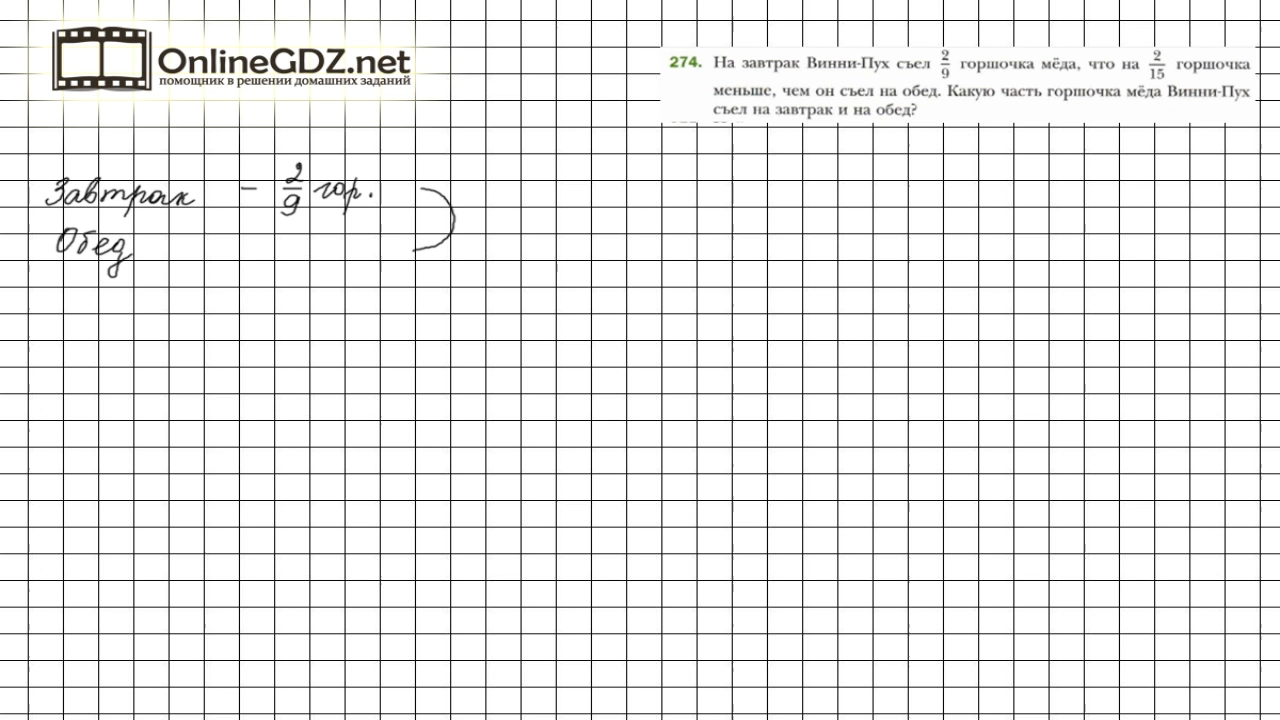 OnlineGDZ.net
помощник в решении домашних заданий
274. На завтрак Винни-Пух съел 2/9 горшочка мёда, что на 2/15 горшочка
меньше, чем он съел на обед. Какую часть горшочка мёда Винни-Пух
съел на завтрак и на обед?
Завтрак – 2/9 гор.
Обед